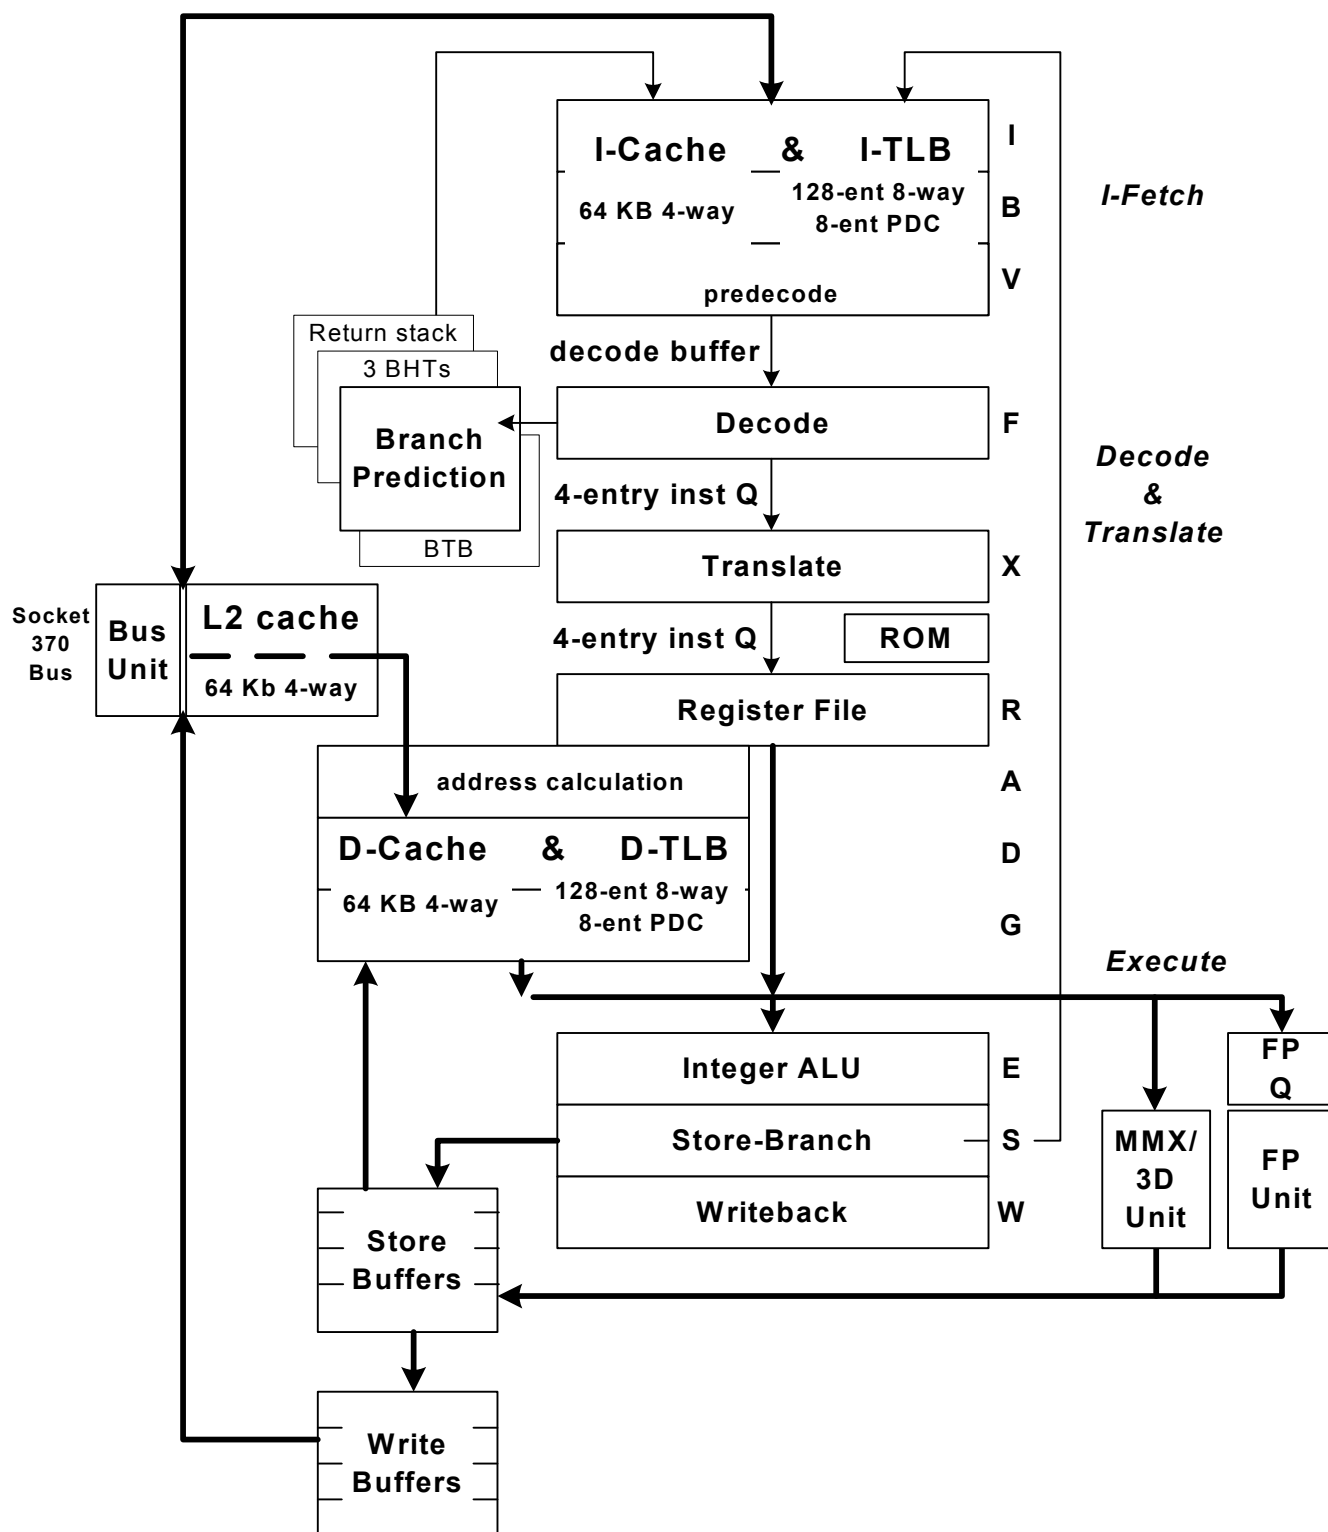 I-Cache & I-TLB
I
64 KB 4-way
128-ent 8-way
8-ent PDC
B
I-Fetch
predecode
V
Return stack
3 BHTs
Branch
Prediction
BTB
decode buffer
Decode
F
4-entry inst Q
Decode
&
Translate
Translate
X
Socket
370
Bus
Bus
Unit
L2 cache
64 Kb 4-way
4-entry inst Q
ROM
Register File
R
address calculation
A
D-Cache & D-TLB
D
64 KB 4-way
128-ent 8-way
8-ent PDC
G
Execute
Integer ALU
E
FP
Q
Store-Branch
S
MMX/
3D
Unit
FP
Unit
Writeback
W
Store
Buffers
Write
Buffers